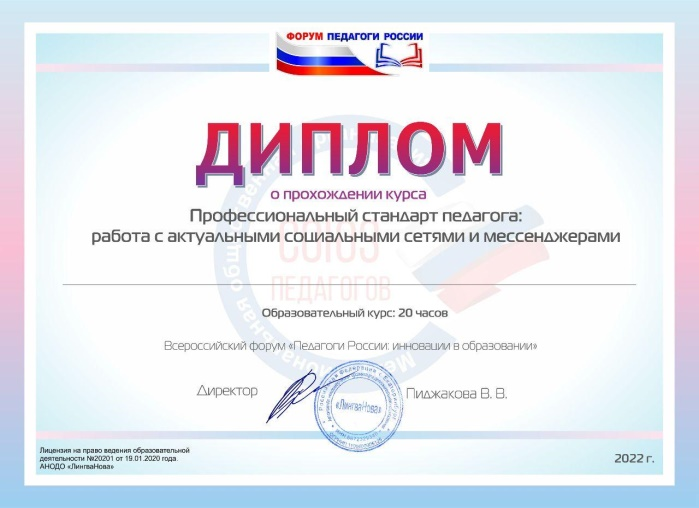 ФОРУМ ПЕДАГОГИ РОССИИ
ДИПЛОМ
о прохождении курса
Профессиональный стандарт педагога:
работа с актуальными социальными сетями и мессенджерами
СОЮЗ
ПЕДАГОГОВ
Образовательный курс: 20 часов
Всероссийский форум «Педагоги России: инновации в образовании»
Директор
«ЛингваНова»
Пиджакова В. В.
Лицензия на право ведения образовательной
деятельности №20201 от 19.01.2020 года.
АНОДО «ЛингваНова»
2022 г.